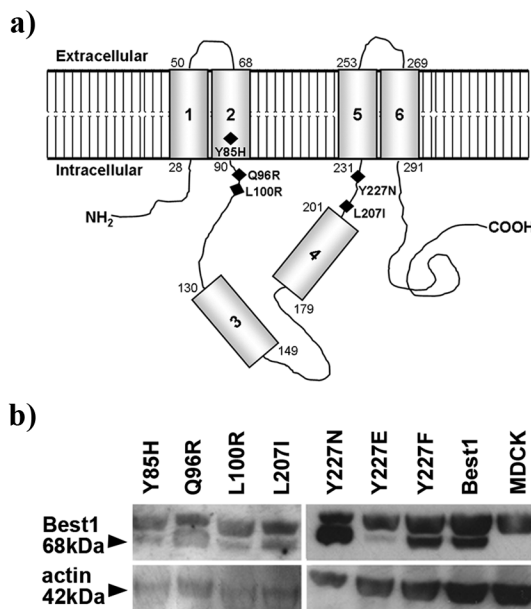 a)
Extracellular
50 68 253 269
1 2 5 6
Y85H
Intracellular
28 90 231 291
Q96R
L100R
Y227N
L207I
NH2
COOH
201
4
130
179
3
149
b)
Y85H Q96R L100R L207I Y227N Y227E Y227F Best1 MDCK
Best1
68kDa
actin
42kDa